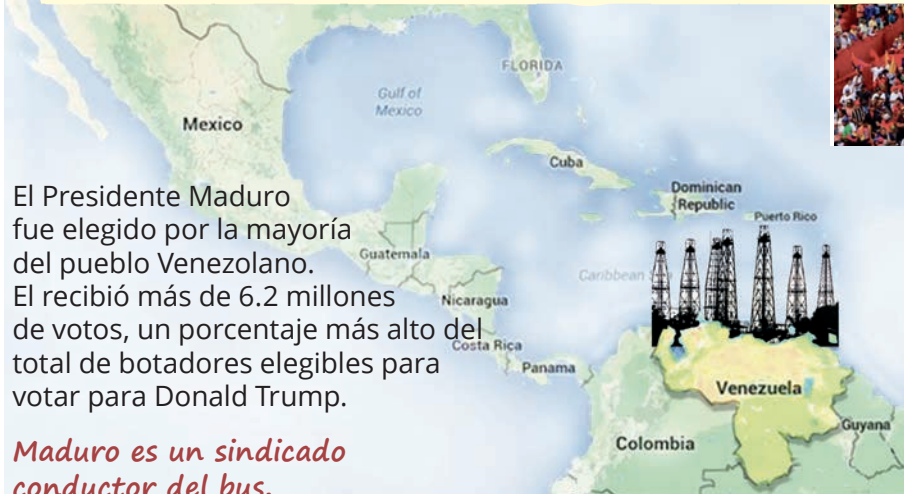 FLORIDA
Gulf of
Mexico
Mexico
Cuba
Dominican
Republic
Puerto Rico
El Presidente Maduro
fue elegido por la mayoría
del pueblo Venezolano.
El recibió más de 6.2 millones
de votos, un porcentaje más alto del
total de botadores elegibles para
votar para Donald Trump.
Guatemala
Caribbean
Nicaragua
Costa Rica
Panama
Venezuela
Guyana
Colombia
Maduro es un sindicado
conductor del bus.